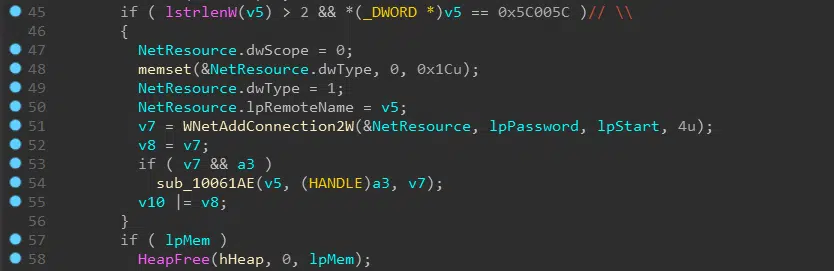 45 if ( lstrlenW(v5) > 2 && *(_DWORD *)v5 == 0x5C005C )// \\
46 {
47 NetResource.dwScope = 0;
48 memset(&NetResource.dwType, 0, 0x1Cu);
49 NetResource.dwType = 1;
50 NetResource.lpRemoteName = v5;
51 v7 = WNetAddConnection2W(&NetResource, lpPassword, lpStart, 4u);
52 v8 = v7;
53 if ( v7 && a3 )
54 sub_10061AE(v5, (HANDLE)a3, v7);
55 v10 |= v8;
56 }
57 if ( lpMem )
58 HeapFree(hHeap, 0, lpMem);